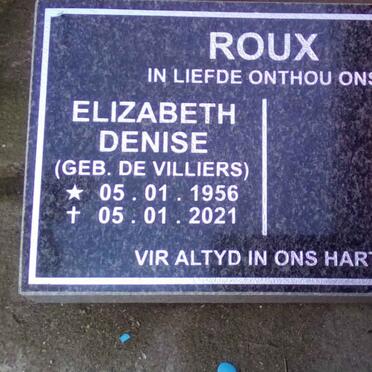 ROUX
IN LIEFDE ONTHOU ONS
ELIZABETH
DENISE
(GEB. DE VILLIERS)
★ 05 . 01 . 1956
✝ 05 . 01 . 2021
VIR ALTYD IN ONS HART